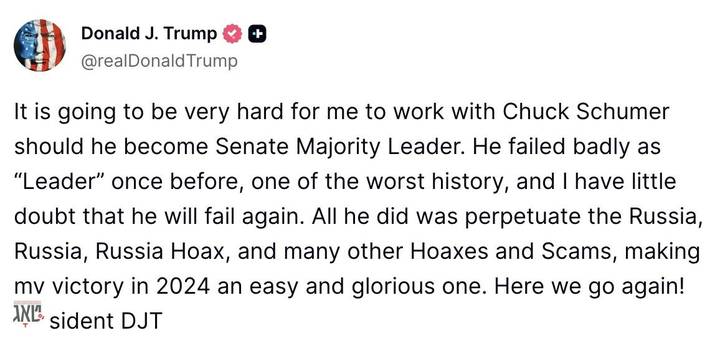 Donald J. Trump
@realDonaldTrump
It is going to be very hard for me to work with Chuck Schumer
should he become Senate Majority Leader. He failed badly as
“Leader” once before, one of the worst history, and I have little
doubt that he will fail again. All he did was perpetuate the Russia,
Russia, Russia Hoax, and many other Hoaxes and Scams, making
my victory in 2024 an easy and glorious one. Here we go again!
sident DJT